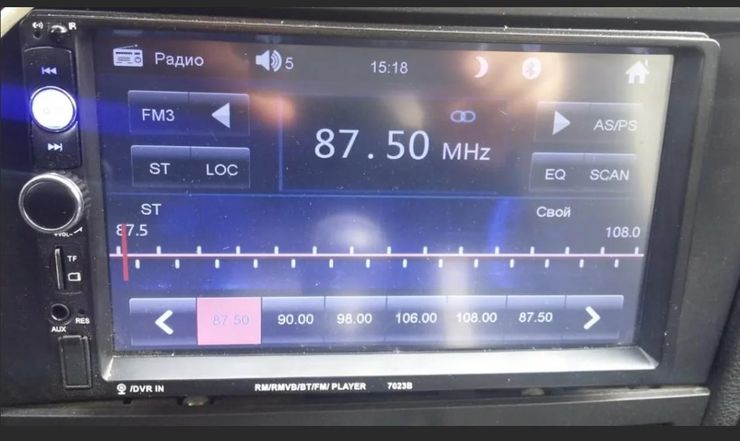 IR
Радио 5 15:18
FM3 AS/PS
87.50 MHz
ST LOC EQ SCAN
ST Свой
87.5 108.0
87.50 90.00 98.00 106.00 108.00 87.50
TF
RES
AUX
/DVR IN RM/RMVB/BT/FM/ PLAYER 7023B